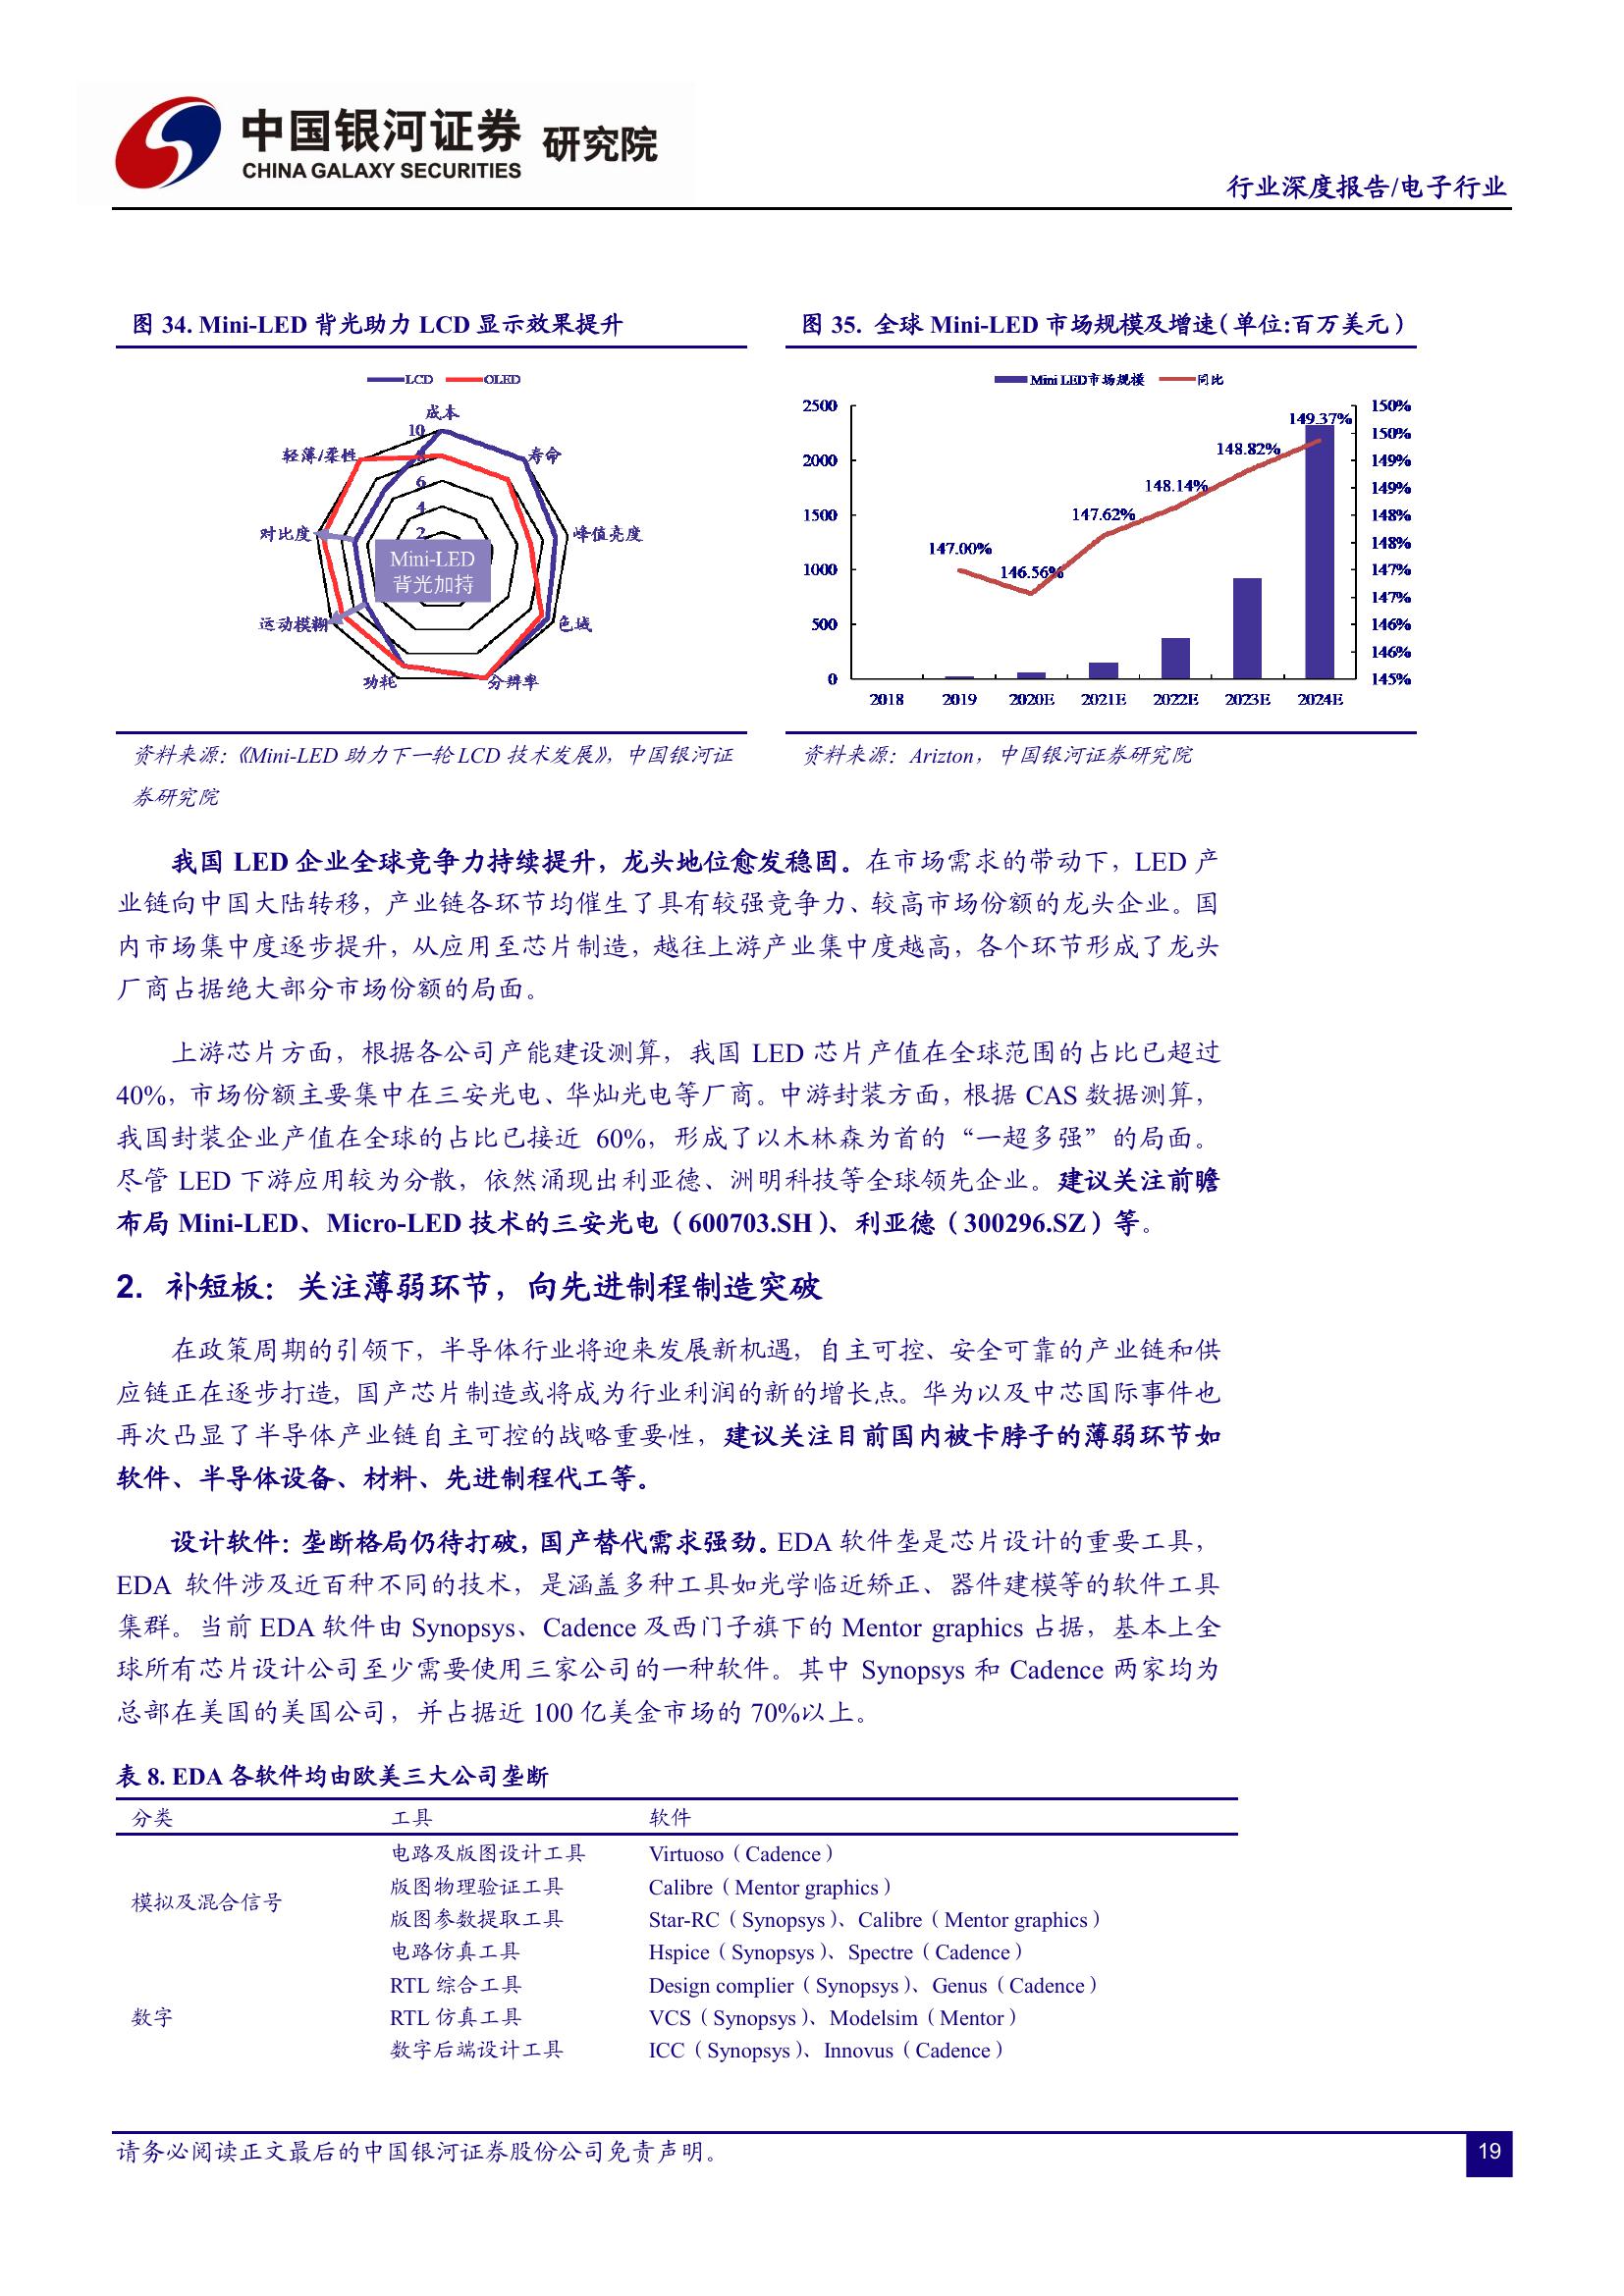 中国银河证券 研究院
CHINA GALAXY SECURITIES
行业深度报告/电子行业
图 34. Mini-LED 背光助力 LCD 显示效果提升
LCD OLED
成本
寿命
峰值亮度
色域
分辨率
功耗
运动模糊
对比度
轻薄/柔性
10
8
6
4
2
Mini-LED
背光加持
资料来源：《Mini-LED 助力下一轮 LCD 技术发展》，中国银河证
券研究院
图 35. 全球 Mini-LED 市场规模及增速（单位:百万美元）
Mini LED市场规模 同比
2500
2000
1500
1000
500
0
150%
150%
149%
149%
148%
148%
147%
147%
146%
146%
145%
147.00%
146.56%
147.62%
148.14%
148.82%
149.37%
2018 2019 2020E 2021E 2022E 2023E 2024E
资料来源：Arizton，中国银河证券研究院
我国 LED 企业全球竞争力持续提升，龙头地位愈发稳固。在市场需求的带动下，LED 产
业链向中国大陆转移，产业链各环节均催生了具有较强竞争力、较高市场份额的龙头企业。国
内市场集中度逐步提升，从应用至芯片制造，越往上游产业集中度越高，各个环节形成了龙头
厂商占据绝大部分市场份额的局面。
上游芯片方面，根据各公司产能建设测算，我国 LED 芯片产值在全球范围的占比已超过
40%，市场份额主要集中在三安光电、华灿光电等厂商。中游封装方面，根据 CAS 数据测算，
我国封装企业产值在全球的占比已接近 60%，形成了以木林森为首的“一超多强”的局面。
尽管 LED 下游应用较为分散，依然涌现出利亚德、洲明科技等全球领先企业。建议关注前瞻
布局 Mini-LED、Micro-LED 技术的三安光电（600703.SH）、利亚德（300296.SZ）等。
2. 补短板：关注薄弱环节，向先进制程制造突破
在政策周期的引领下，半导体行业将迎来发展新机遇，自主可控、安全可靠的产业链和供
应链正在逐步打造，国产芯片制造或将成为行业利润的新的增长点。华为以及中芯国际事件也
再次凸显了半导体产业链自主可控的战略重要性，建议关注目前国内被卡脖子的薄弱环节如
软件、半导体设备、材料、先进制程代工等。
设计软件：垄断格局仍待打破，国产替代需求强劲。EDA 软件垄是芯片设计的重要工具，
EDA 软件涉及近百种不同的技术，是涵盖多种工具如光学临近矫正、器件建模等的软件工具
集群。当前 EDA 软件由 Synopsys、Cadence 及西门子旗下的 Mentor graphics 占据，基本上全
球所有芯片设计公司至少需要使用三家公司的一种软件。其中 Synopsys 和 Cadence 两家均为
总部在美国的美国公司，并占据近 100 亿美金市场的 70%以上。
表 8. EDA 各软件均由欧美三大公司垄断
分类 工具 软件
电路及版图设计工具 Virtuoso（Cadence）
版图物理验证工具 Calibre（Mentor graphics）
模拟及混合信号
版图参数提取工具 Star-RC（Synopsys）、Calibre（Mentor graphics）
电路仿真工具 Hspice（Synopsys）、Spectre（Cadence）
RTL 综合工具 Design complier（Synopsys）、Genus（Cadence）
数字 RTL 仿真工具 VCS（Synopsys）、Modelsim（Mentor）
数字后端设计工具 ICC（Synopsys）、Innovus（Cadence）
请务必阅读正文最后的中国银河证券股份公司免责声明。
19